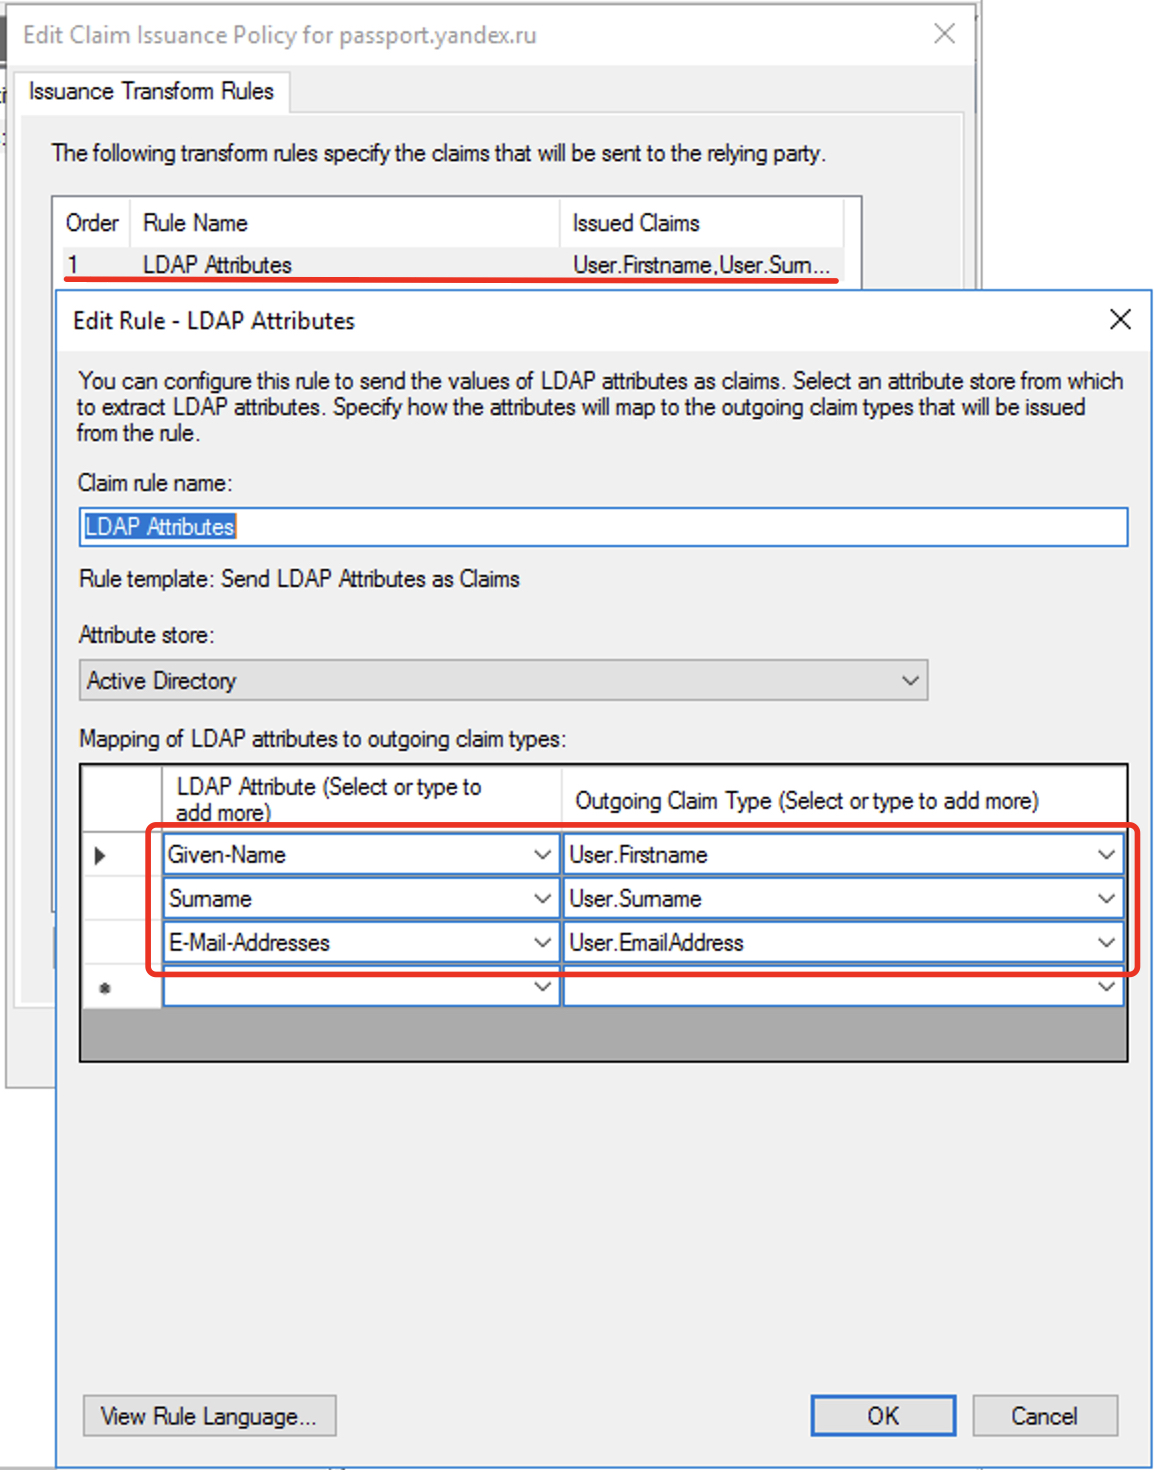 Edit Claim Issuance Policy for passport.yandex.ru
Issuance Transform Rules
The following transform rules specify the claims that will be sent to the relying party.
Order Rule Name Issued Claims
1 LDAP Attributes User.Firstname,User.Surn...
Edit Rule - LDAP Attributes
You can configure this rule to send the values of LDAP attributes as claims. Select an attribute store from which
to extract LDAP attributes. Specify how the attributes will map to the outgoing claim types that will be issued
from the rule.
Claim rule name:
LDAP Attributes
Rule template: Send LDAP Attributes as Claims
Attribute store:
Active Directory
Mapping of LDAP attributes to outgoing claim types:
LDAP Attribute (Select or type to
add more)
Outgoing Claim Type (Select or type to add more)
Given-Name User.Firstname
Surname User.Surname
E-Mail-Addresses User.EmailAddress
View Rule Language...
OK
Cancel